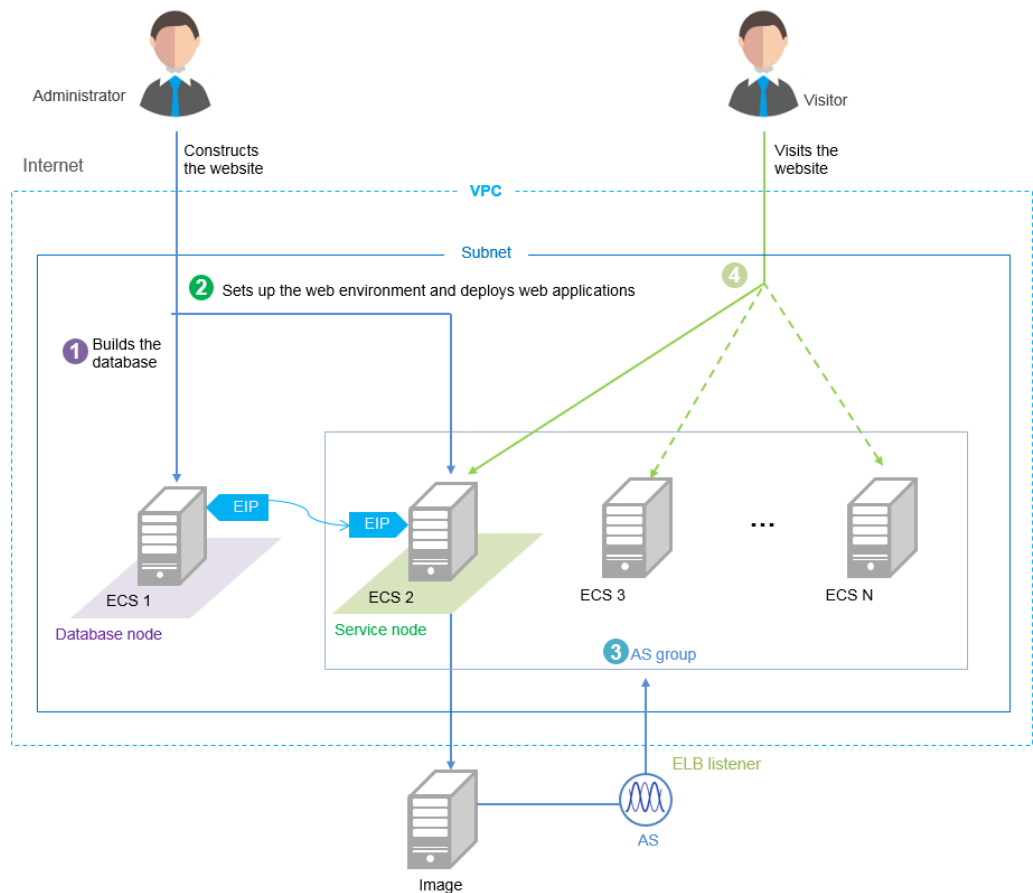 Administrator
Visitor
Constructs
the website
Visits the
website
Internet
VPC
Subnet
2 Sets up the web environment and deploys web applications
4
1 Builds the
database
EIP
EIP
...
ECS 1
ECS 2
ECS 3
ECS N
Database node
Service node
3 AS group
ELB listener
AS
Image